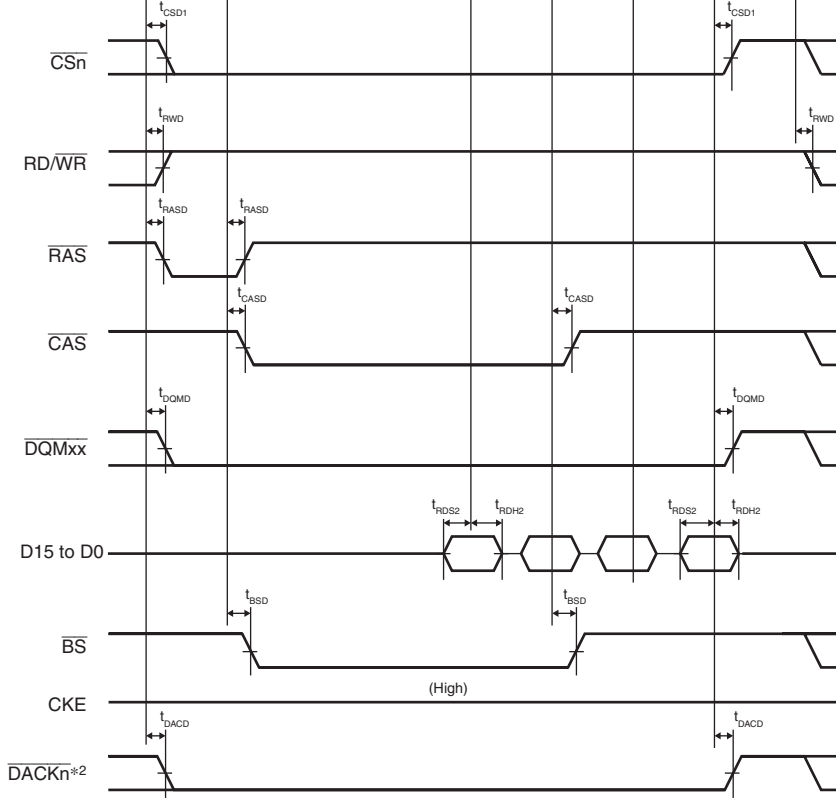 tCSD1 tCSD1
CSn
tRWD tRWD
RD/WR
tRASD tRASD
RAS
tCASD tCASD
CAS
tDQMD tDQMD
DQMxx
tRDS2 tRDH2 tRDS2 tRDH2
D15 to D0
tBSD tBSD
BS
(High)
CKE
tDACD tDACD
DACKn*2